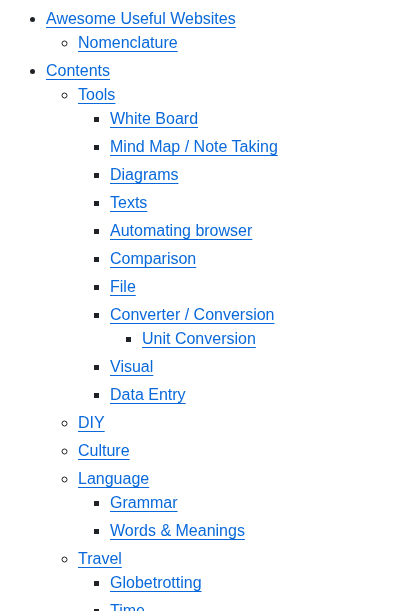 Awesome Useful Websites
Nomenclature
Contents
Tools
White Board
Mind Map / Note Taking
Diagrams
Texts
Automating browser
Comparison
File
Converter / Conversion
Unit Conversion
Visual
Data Entry
DIY
Culture
Language
Grammar
Words & Meanings
Travel
Globetrotting
Time